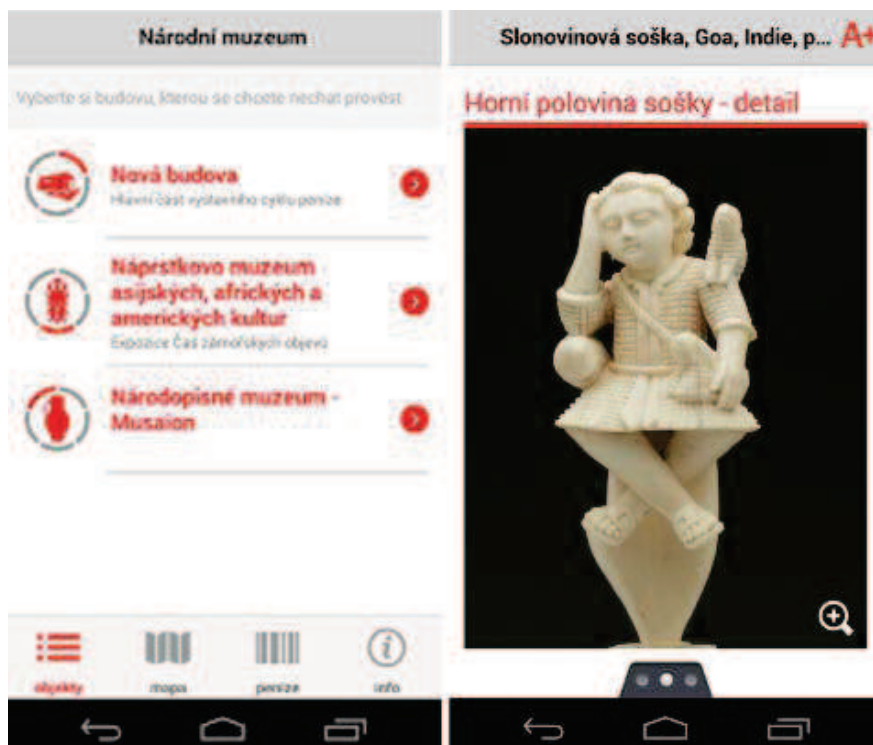 Národní muzeum
Vyberte si budovu, kterou se chcete nechat provést
Nová budova
Hlavní část výstavního cyklu peníze
Náprstkovo muzeum
asijských, afrických a
amerických kultur
Expozice Čas zámořských objevů
Národopisné muzeum -
Musaion
objekty
mapa
peníze
info
Slonovinová soška, Goa, Indie, p... A+
Horní polovina sošky - detail